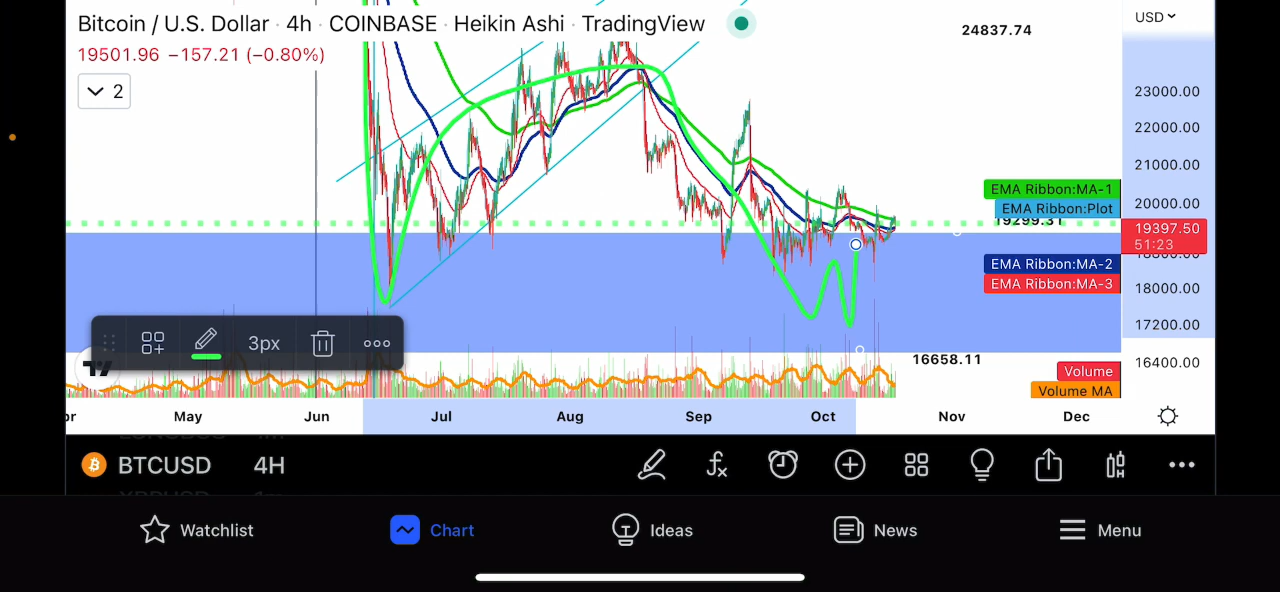 Bitcoin / U.S. Dollar · 4h · COINBASE · Heikin Ashi · TradingView
24837.74
USD
19501.96 −157.21 (−0.80%)
2
23000.00
22000.00
21000.00
EMA Ribbon:MA-1
20000.00
EMA Ribbon:Plot
19299.31
19397.50
51:23
EMA Ribbon:MA-2
EMA Ribbon:MA-3
18000.00
17200.00
3px
16658.11
16400.00
Volume
Volume MA
May Jun Jul Aug Sep Oct Nov Dec
BTCUSD 4H
Watchlist Chart Ideas News Menu